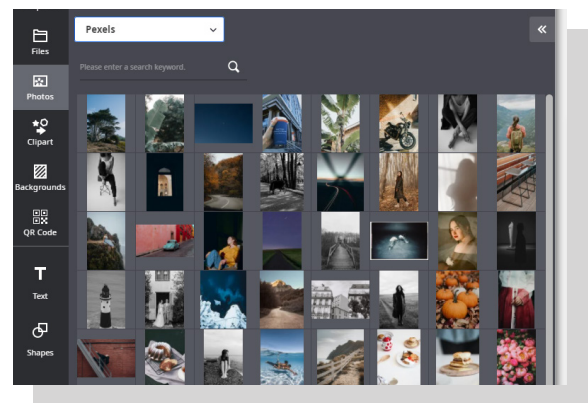 Pexels
Please enter a search keyword.
Files
Photos
Clipart
Backgrounds
QR Code
T
Text
Shapes